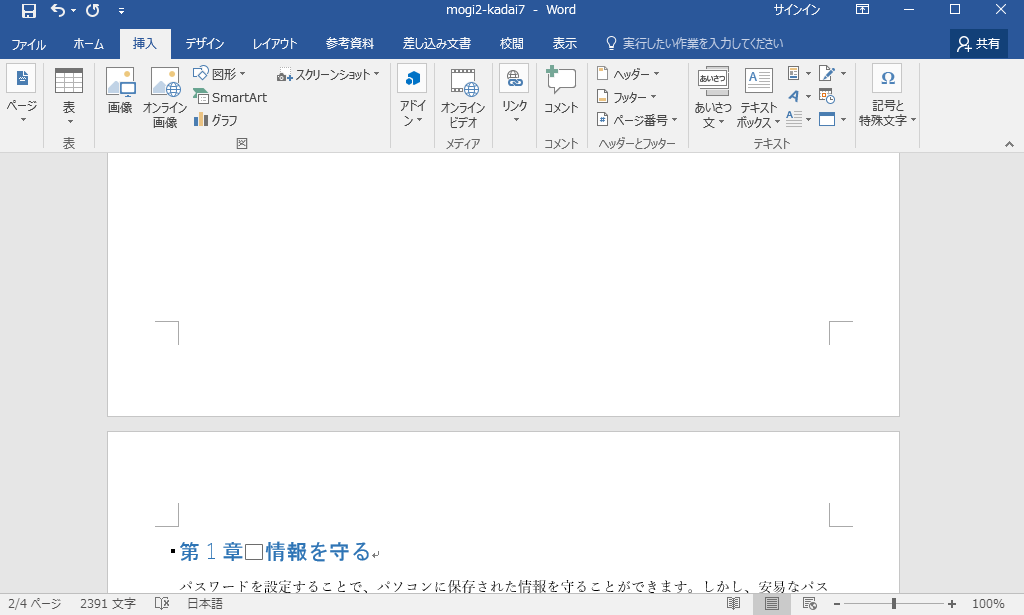 mogi2-kadai7 - Word
サインイン
ファイル
ホーム
挿入
デザイン
レイアウト
参考資料
差し込み文書
校閲
表示
実行したい作業を入力してください
共有
ページ
表
表
画像
オンライン
画像
図形
SmartArt
グラフ
スクリーンショット
図
アドイ
ン
オンライン
ビデオ
メディア
リンク
コメント
コメント
ヘッダー
フッター
ページ番号
ヘッダーとフッター
あいさつ
あいさつ
文
テキスト
ボックス
テキスト
記号と
特殊文字
第 1 章□情報を守る
パスワードを設定することで、パソコンに保存された情報を守ることができます。しかし、安易なパス
2/4 ページ
2391 文字
日本語
100%